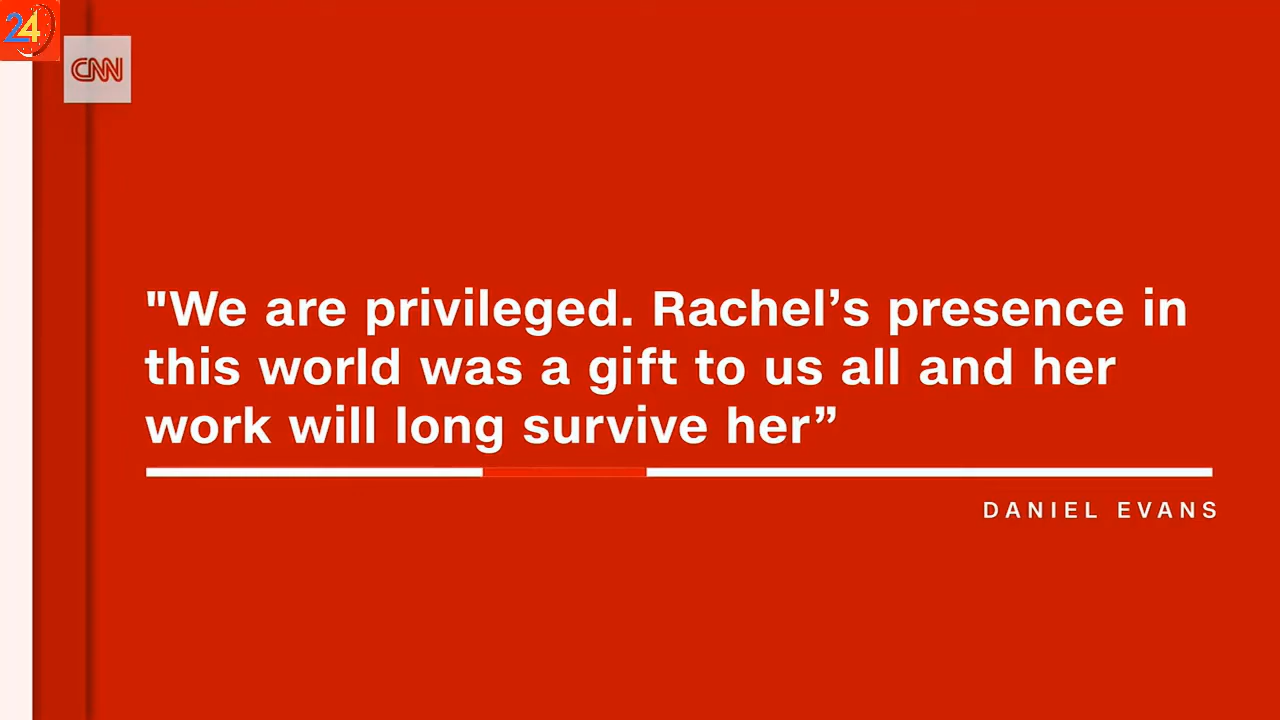 24
CNN
"We are privileged. Rachel’s presence in
this world was a gift to us all and her
work will long survive her”
DANIEL EVANS